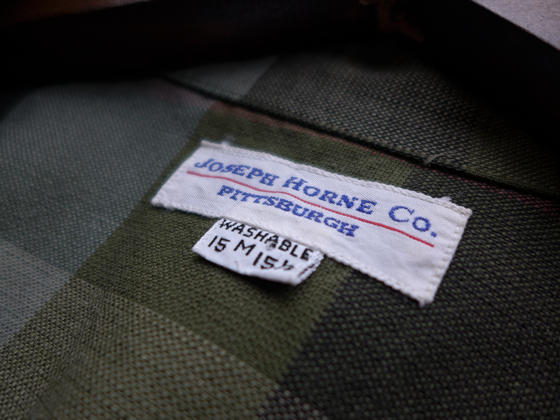 JOSEPH HORNE CO.
PITTSBURGH
WASHABLE
15 M 15½